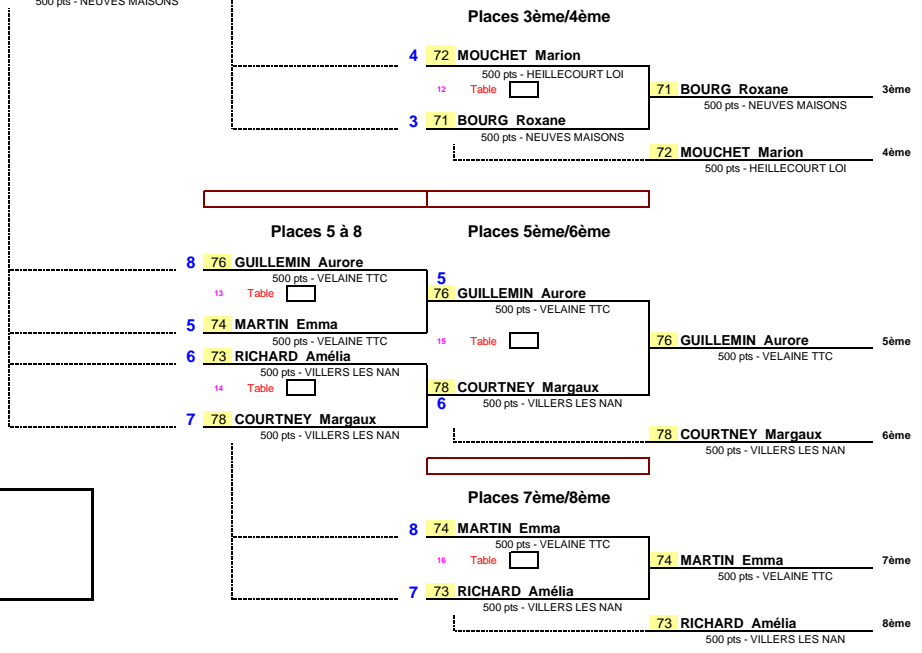 500 pts - NEUVES MAISONS
Places 3ème/4ème
4 72 MOUCHET Marion
500 pts - HEILLECOURT LOI
12 Table
71 BOURG Roxane 3ème
500 pts - NEUVES MAISONS
3 71 BOURG Roxane
500 pts - NEUVES MAISONS
72 MOUCHET Marion 4ème
500 pts - HEILLECOURT LOI
Places 5 à 8 Places 5ème/6ème
8 76 GUILLEMIN Aurore
500 pts - VELAINE TTC
5
13 Table
76 GUILLEMIN Aurore
500 pts - VELAINE TTC
5 74 MARTIN Emma
500 pts - VELAINE TTC
15 Table
76 GUILLEMIN Aurore 5ème
500 pts - VELAINE TTC
6 73 RICHARD Amélia
500 pts - VILLERS LES NAN
14 Table
78 COURTNEY Margaux
6 500 pts - VILLERS LES NAN
7 78 COURTNEY Margaux
500 pts - VILLERS LES NAN
78 COURTNEY Margaux 6ème
500 pts - VILLERS LES NAN
Places 7ème/8ème
8 74 MARTIN Emma
500 pts - VELAINE TTC
16 Table
74 MARTIN Emma 7ème
500 pts - VELAINE TTC
7 73 RICHARD Amélia
500 pts - VILLERS LES NAN
73 RICHARD Amélia 8ème
500 pts - VILLERS LES NAN